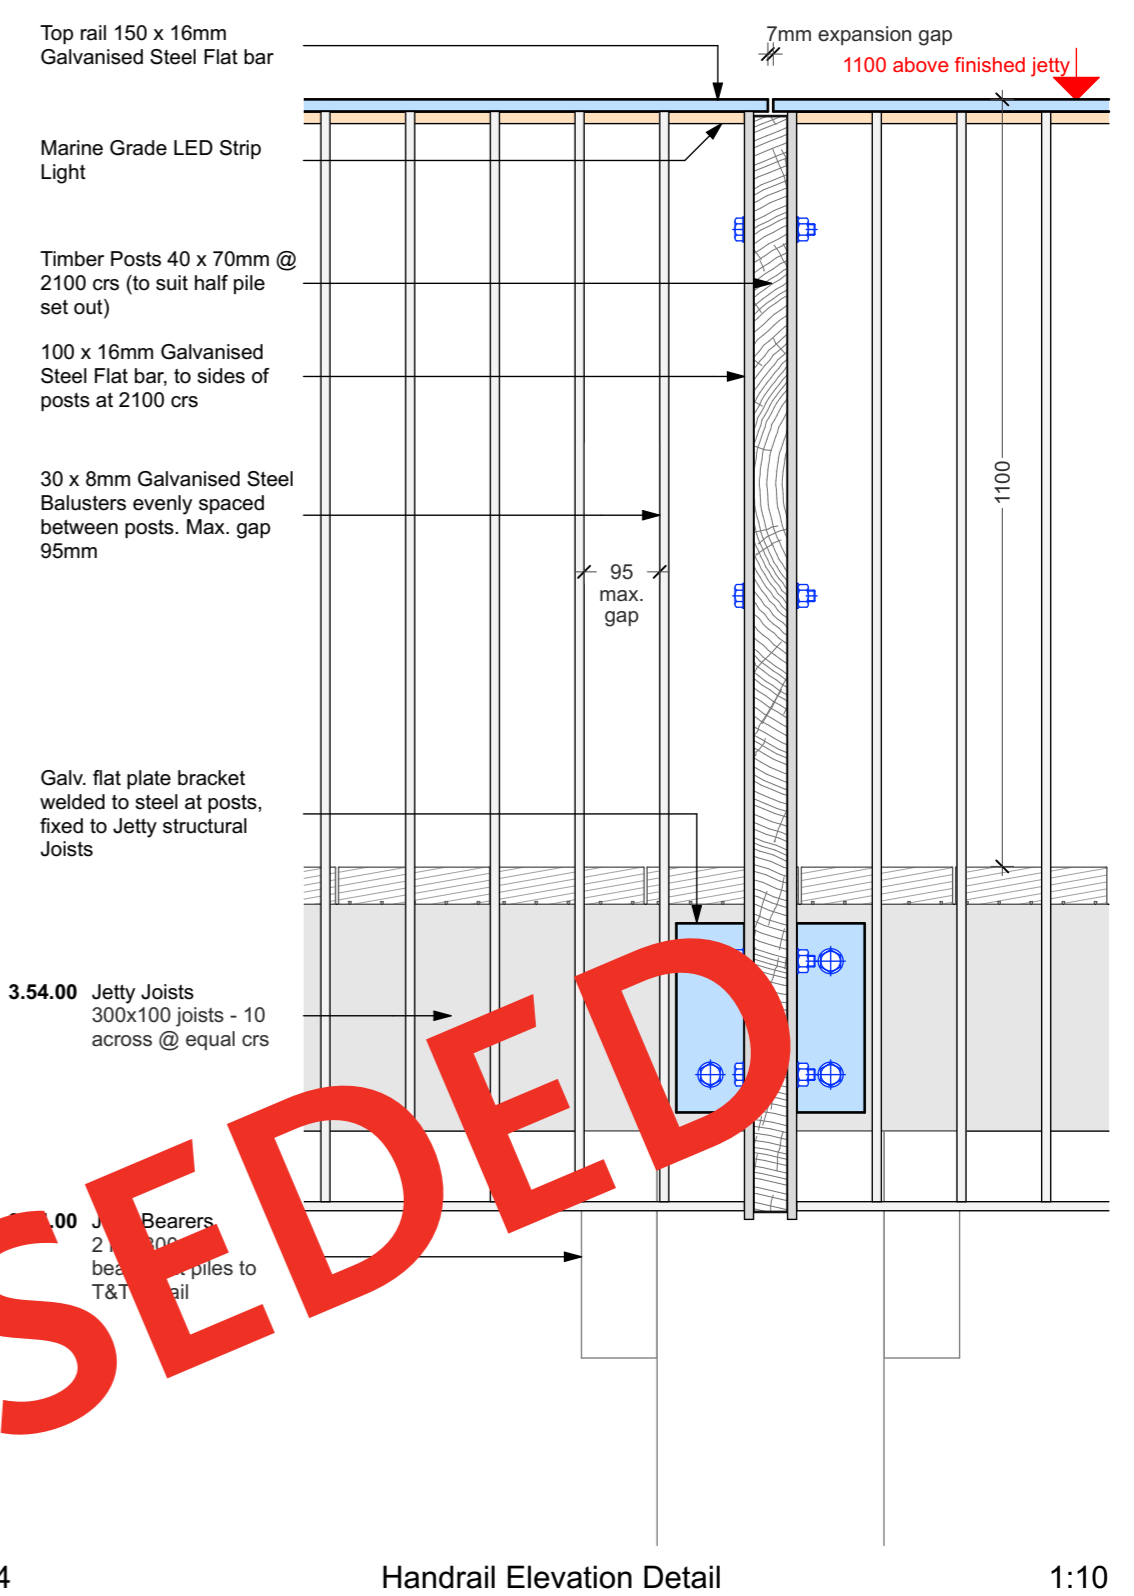 Top rail 150 x 16mm
Galvanised Steel Flat bar
7mm expansion gap
1100 above finished jetty
Marine Grade LED Strip
Light
Timber Posts 40 x 70mm @
2100 crs (to suit half pile
set out)
100 x 16mm Galvanised
Steel Flat bar, to sides of
posts at 2100 crs
30 x 8mm Galvanised Steel
Balusters evenly spaced
between posts. Max. gap
95mm
1100
95
max.
gap
Galv. flat plate bracket
welded to steel at posts,
fixed to Jetty structural
Joists
3.54.00 Jetty Joists
300x100 joists - 10
across @ equal crs
Bearers
piles to
SEDED
4
Handrail Elevation Detail
1:10